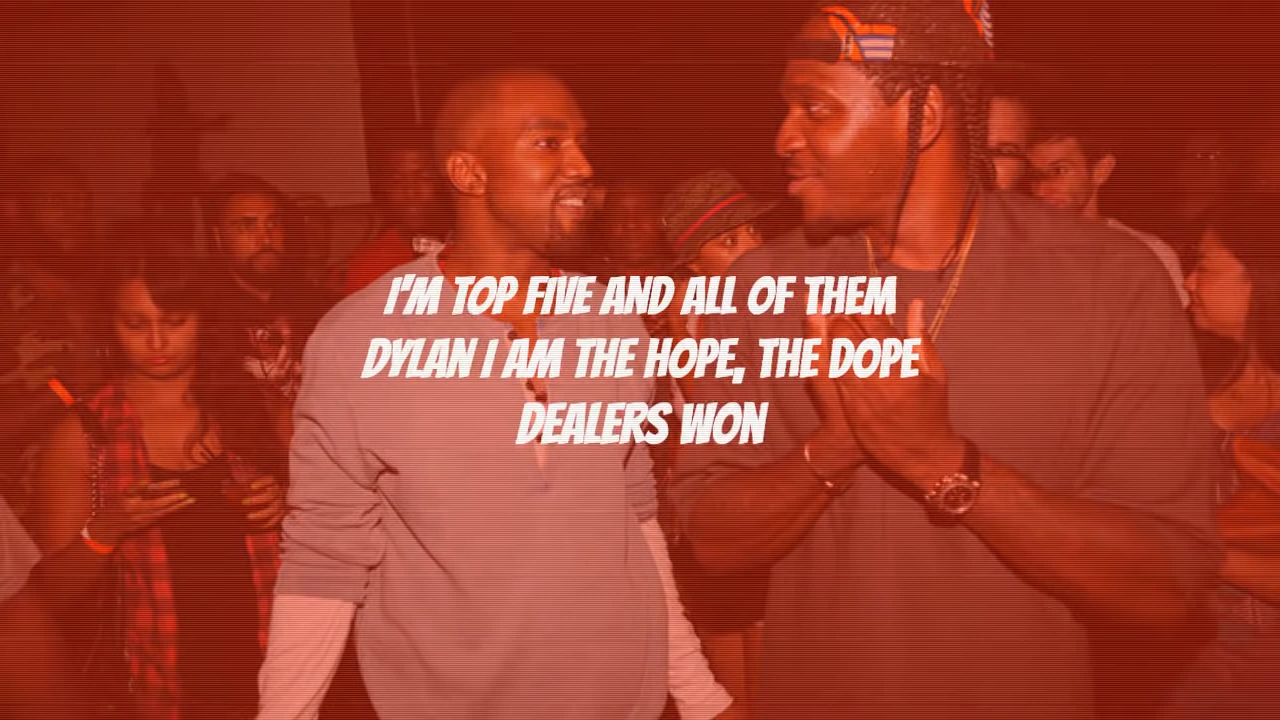 I'M TOP FIVE AND ALL OF THEM
DYLAN I AM THE HOPE, THE DOPE
DEALERS WON